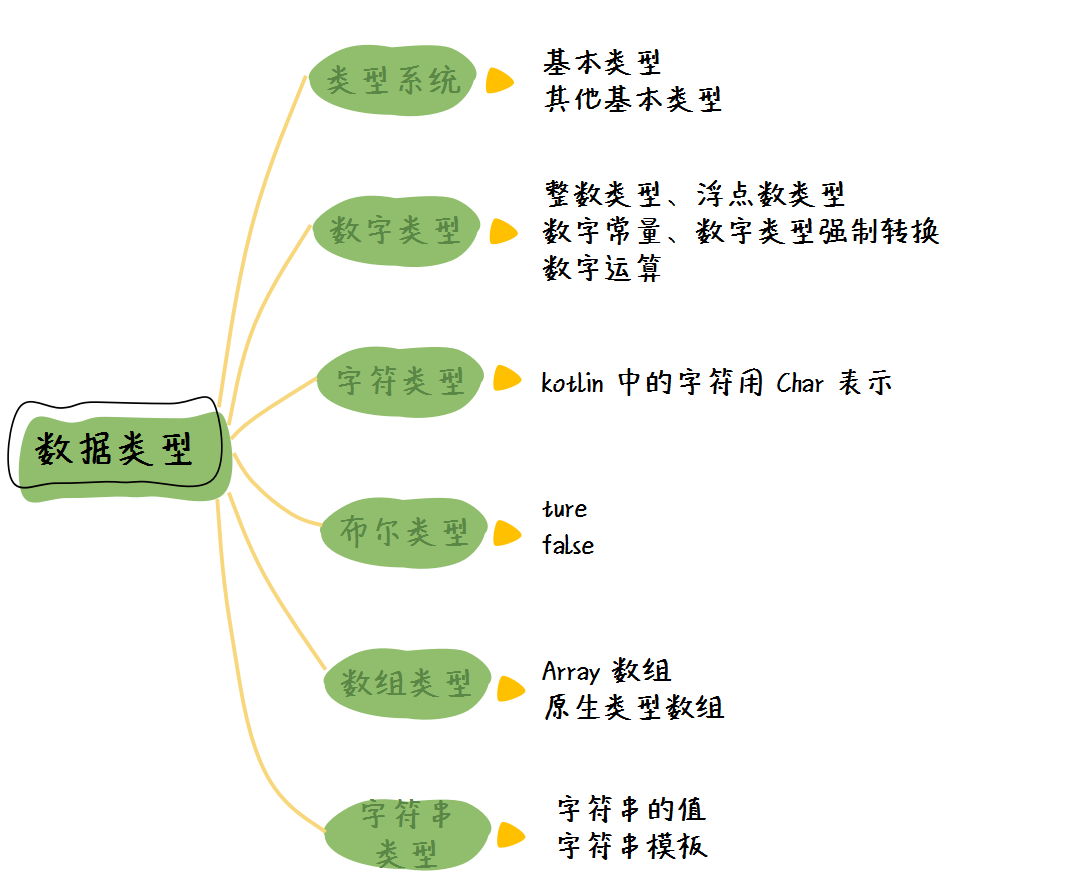 类型系统
基本类型
其他基本类型
数字类型
整数类型、浮点数类型
数字常量、数字类型强制转换
数字运算
字符类型
kotlin 中的字符用 Char 表示
数据类型
布尔类型
ture
false
数组类型
Array 数组
原生类型数组
字符串
类型
字符串的值
字符串模板